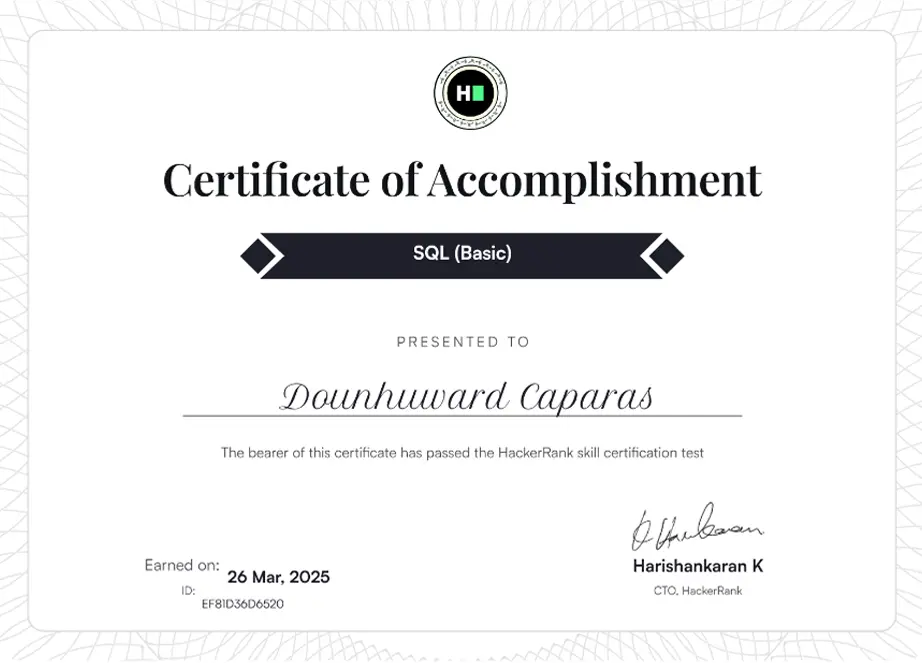 H
Certificate of Accomplishment
SQL (Basic)
PRESENTED TO
Dounhuward Caparas
The bearer of this certificate has passed the HackerRank skill certification test
Earned on: 26 Mar, 2025
ID: EF81D36D6520
Harishankaran K
CTO, HackerRank